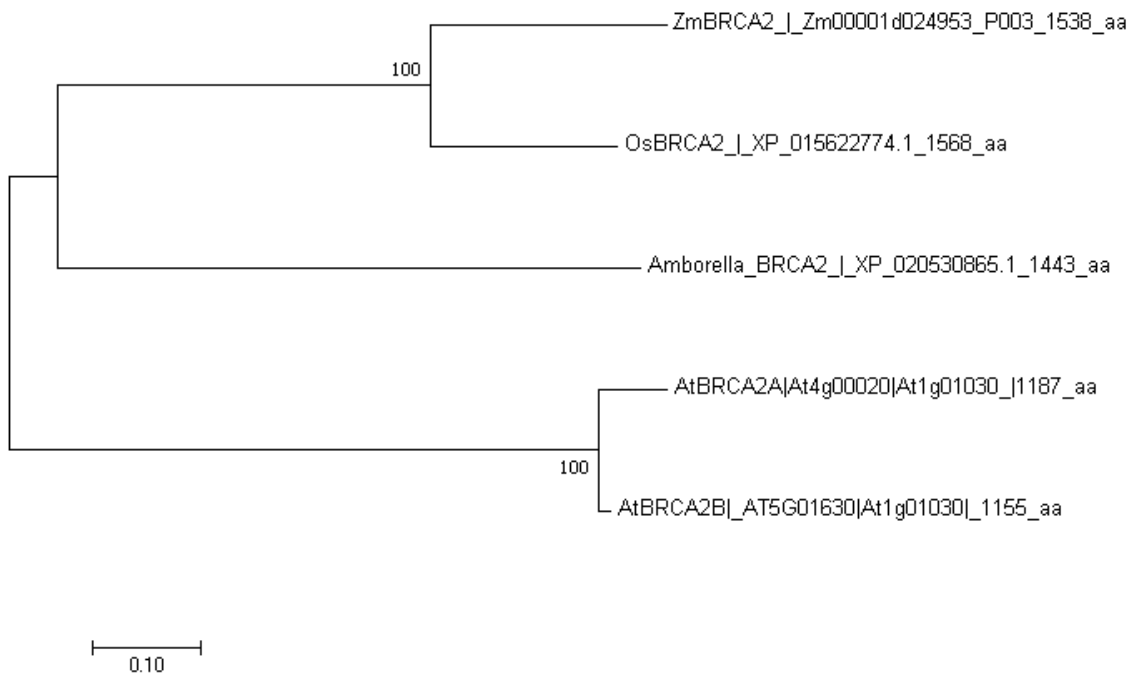 ZmBRCA2_|_Zm00001d024953_P003_1538_aa
100
OsBRCA2_|_XP_015622774.1_1568_aa
Amborella_BRCA2_|_XP_020530865.1_1443_aa
AtBRCA2A|At4g00020|At1g01030_|1187_aa
100
AtBRCA2B|_AT5G01630|At1g01030|_1155_aa
0.10